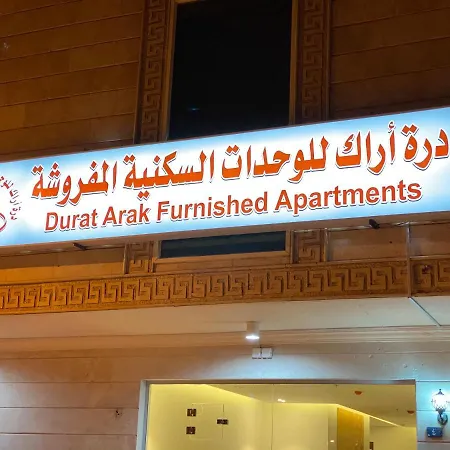 درة أراك للوحدات السكنية المفروشة
Durat Arak Furnished Apartments